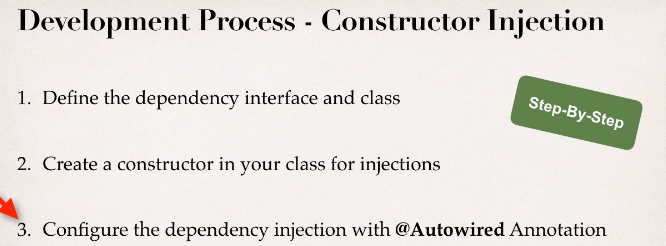 Development Process - Constructor Injection
Step-By-Step
1. Define the dependency interface and class
2. Create a constructor in your class for injections
3. Configure the dependency injection with @Autowired Annotation